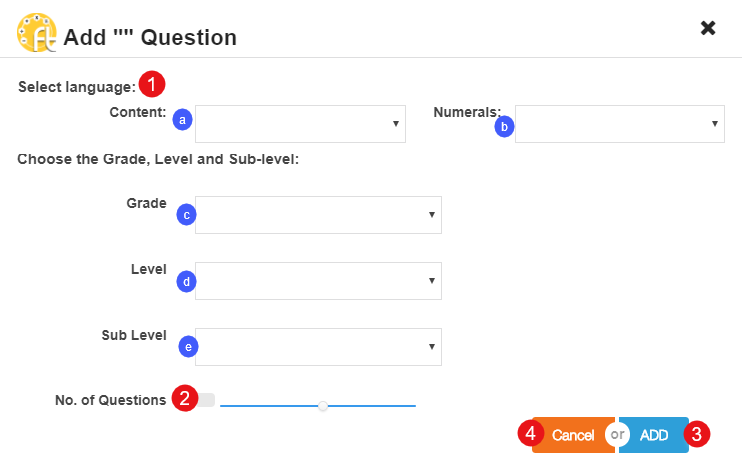 Add "" Question
Select language: 1
Content: a
Numerals: b
Choose the Grade, Level and Sub-level:
Grade c
Level d
Sub Level e
No. of Questions 2
4 Cancel or ADD 3